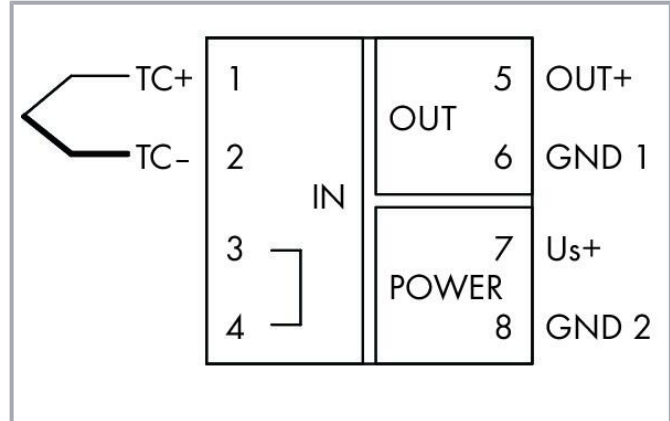 TC+ 1 5 OUT+
OUT
TC– 2 6 GND 1
IN
3 7 Us+
POWER
4 8 GND 2